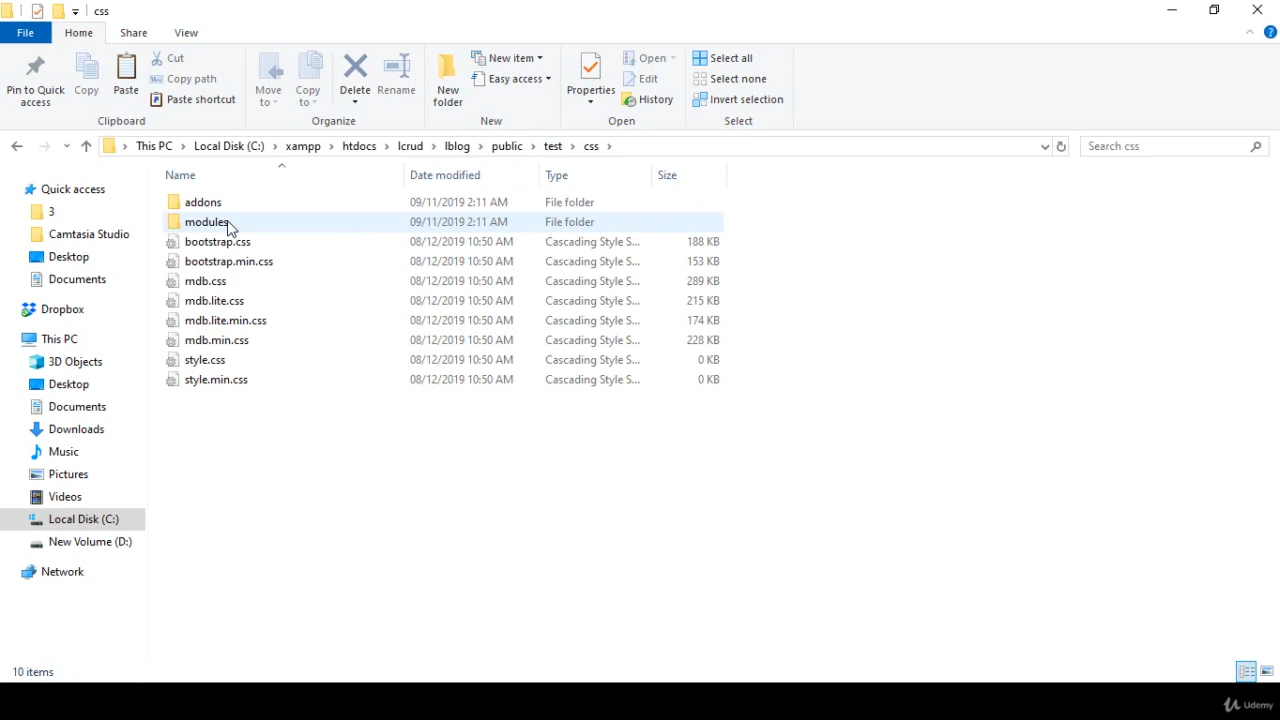 css
File Home Share View
Pin to Quick access
Copy
Paste
Cut
Copy path
Paste shortcut
Clipboard
Move to
Copy to
Delete
Rename
Organize
New folder
New item
Easy access
New
Properties
Open
Edit
History
Open
Select all
Select none
Invert selection
Select
This PC > Local Disk (C:) > xampp > htdocs > lcrud > lblog > public > test > css >
Search css
Name Date modified Type Size
Quick access
3
Camtasia Studio
Desktop
Documents
Dropbox
This PC
3D Objects
Desktop
Documents
Downloads
Music
Pictures
Videos
Local Disk (C:)
New Volume (D:)
Network
addons 09/11/2019 2:11 AM File folder
modules 09/11/2019 2:11 AM File folder
bootstrap.css 08/12/2019 10:50 AM Cascading Style S... 188 KB
bootstrap.min.css 08/12/2019 10:50 AM Cascading Style S... 153 KB
mdb.css 08/12/2019 10:50 AM Cascading Style S... 289 KB
mdb.lite.css 08/12/2019 10:50 AM Cascading Style S... 215 KB
mdb.lite.min.css 08/12/2019 10:50 AM Cascading Style S... 174 KB
mdb.min.css 08/12/2019 10:50 AM Cascading Style S... 228 KB
style.css 08/12/2019 10:50 AM Cascading Style S... 0 KB
style.min.css 08/12/2019 10:50 AM Cascading Style S... 0 KB
10 items
Udemy